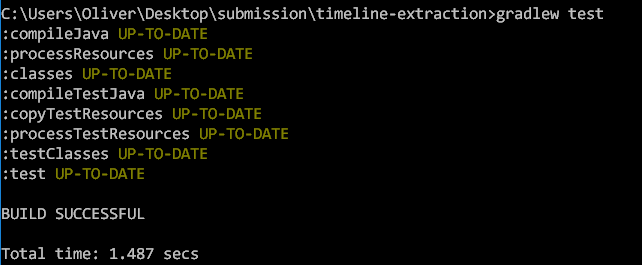 C:\Users\Oliver\Desktop\submission\timeline-extraction>gradlew test
:compileJava UP-TO-DATE
:processResources UP-TO-DATE
:classes UP-TO-DATE
:compileTestJava UP-TO-DATE
:copyTestResources UP-TO-DATE
:processTestResources UP-TO-DATE
:testClasses UP-TO-DATE
:test UP-TO-DATE
BUILD SUCCESSFUL
Total time: 1.487 secs